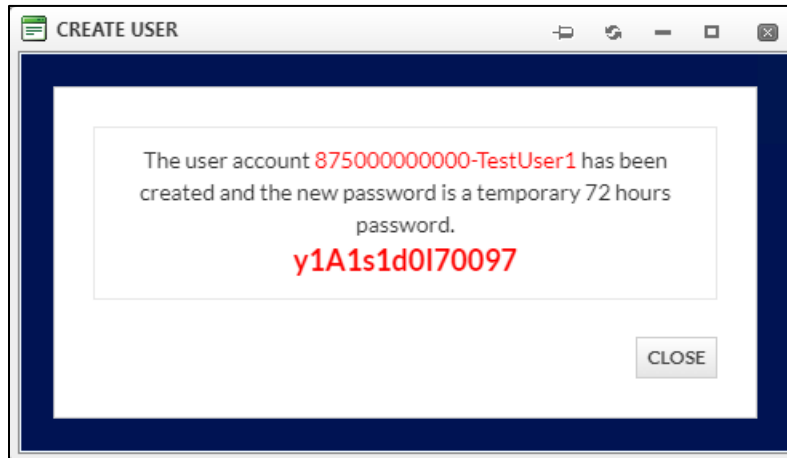 CREATE USER
The user account 875000000000-TestUser1 has been
created and the new password is a temporary 72 hours
password.
y1A1s1d0l70097
CLOSE